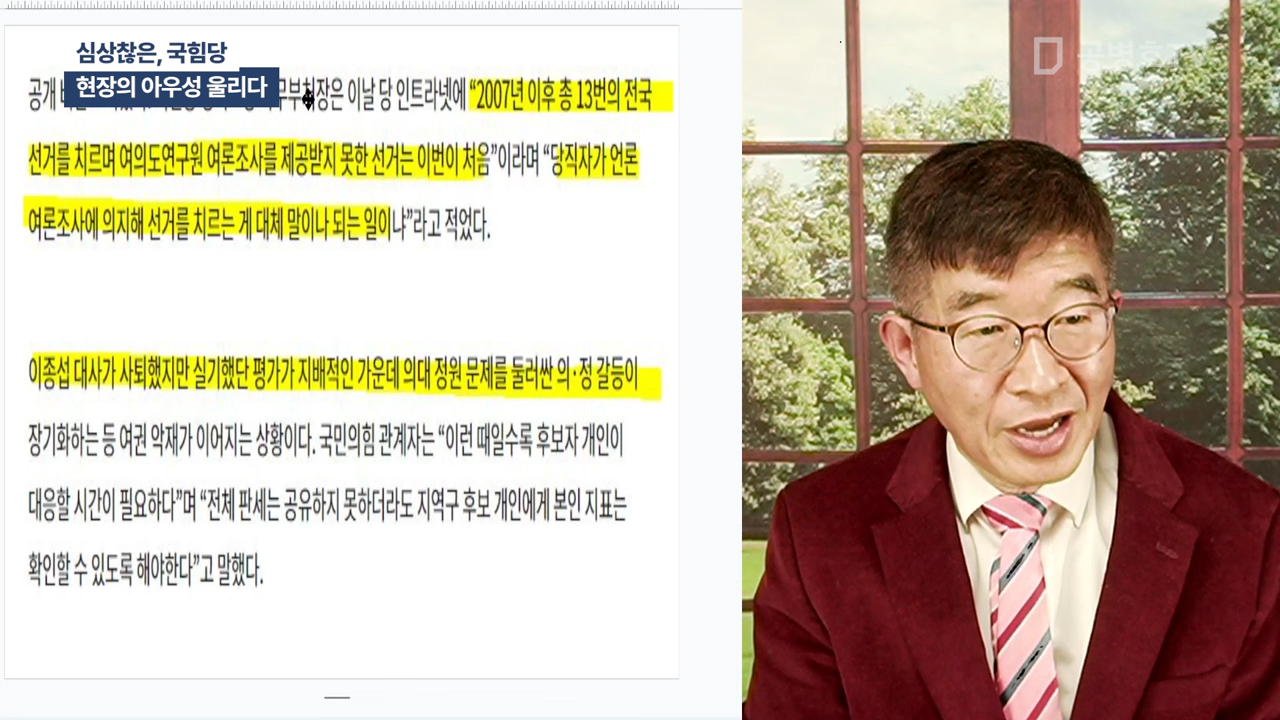 심상찮은, 국힘당
현장의 아우성 울리다
공병호
공개 장은 이날 당 인트라넷에 “2007년 이후 총 13번의 전국
선거를 치르며 여의도연구원 여론조사를 제공받지 못한 선거는 이번이 처음”이라며 “당직자가 언론
여론조사에 의지해 선거를 치르는 게 대체 말이나 되는 일이냐”라고 적었다.
이종섭 대사가 사퇴했지만 실기했단 평가가 지배적인 가운데 의대 정원 문제를 둘러싼 의·정 갈등이
장기화하는 등 여권 악재가 이어지는 상황이다. 국민의힘 관계자는 “이런 때일수록 후보자 개인이
대응할 시간이 필요하다”며 “전체 판세는 공유하지 못하더라도 지역구 후보 개인에게 본인 지표는
확인할 수 있도록 해야한다”고 말했다.